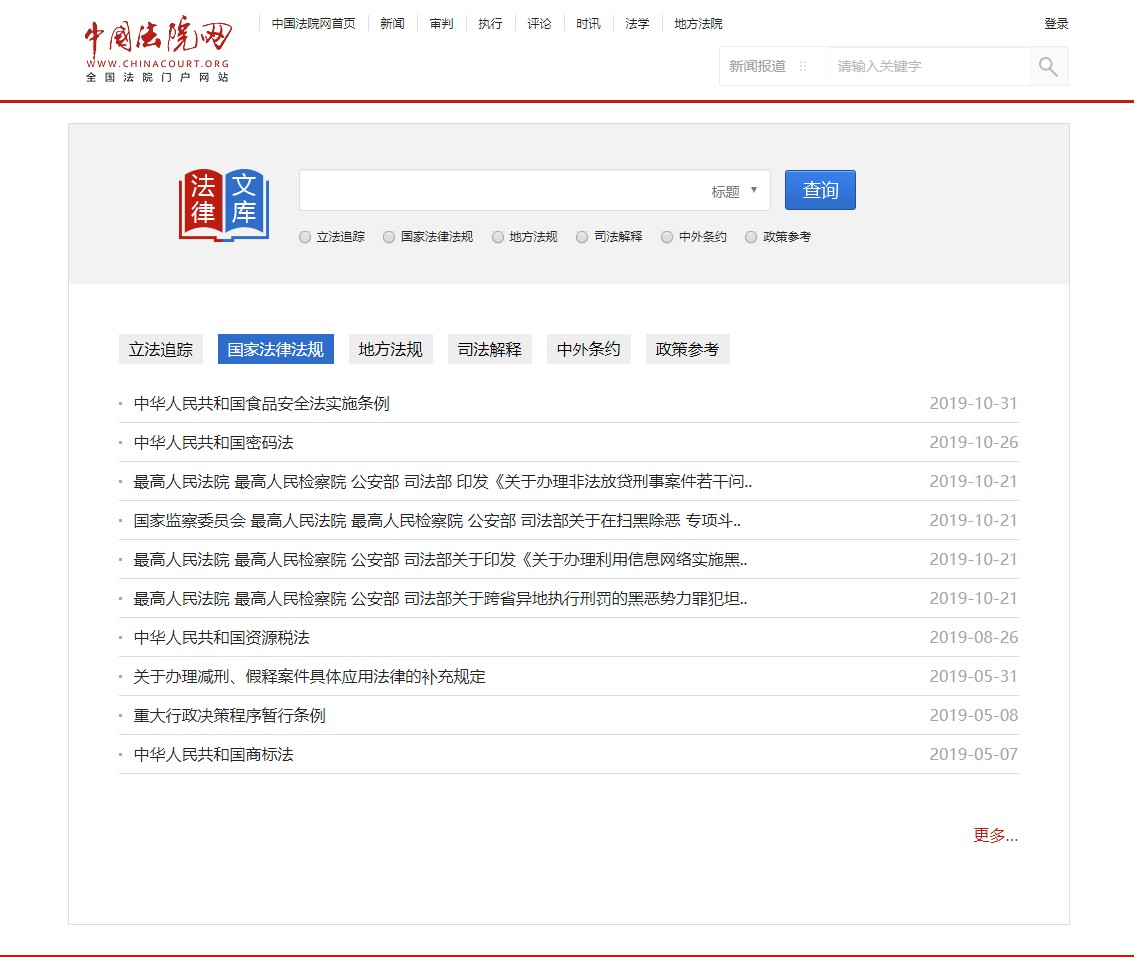 中国法院网
WWW.CHINACOURT.ORG
全国法院门户网站
中国法院网首页 新闻 审判 执行 评论 时讯 法学 地方法院 登录
新闻报道 请输入关键字
法律文库
标题 ▼ 查询
立法追踪 国家法律法规 地方法规 司法解释 中外条约 政策参考
立法追踪 国家法律法规 地方法规 司法解释 中外条约 政策参考
中华人民共和国食品安全法实施条例 2019-10-31
中华人民共和国密码法 2019-10-26
最高人民法院 最高人民检察院 公安部 司法部 印发《关于办理非法放贷刑事案件若干问.. 2019-10-21
国家监察委员会 最高人民法院 最高人民检察院 公安部 司法部关于在扫黑除恶 专项斗.. 2019-10-21
最高人民法院 最高人民检察院 公安部 司法部关于印发《关于办理利用信息网络实施黑.. 2019-10-21
最高人民法院 最高人民检察院 公安部 司法部关于跨省异地执行刑罚的黑恶势力罪犯坦.. 2019-10-21
中华人民共和国资源税法 2019-08-26
关于办理减刑、假释案件具体应用法律的补充规定 2019-05-31
重大行政决策程序暂行条例 2019-05-08
中华人民共和国商标法 2019-05-07
更多...